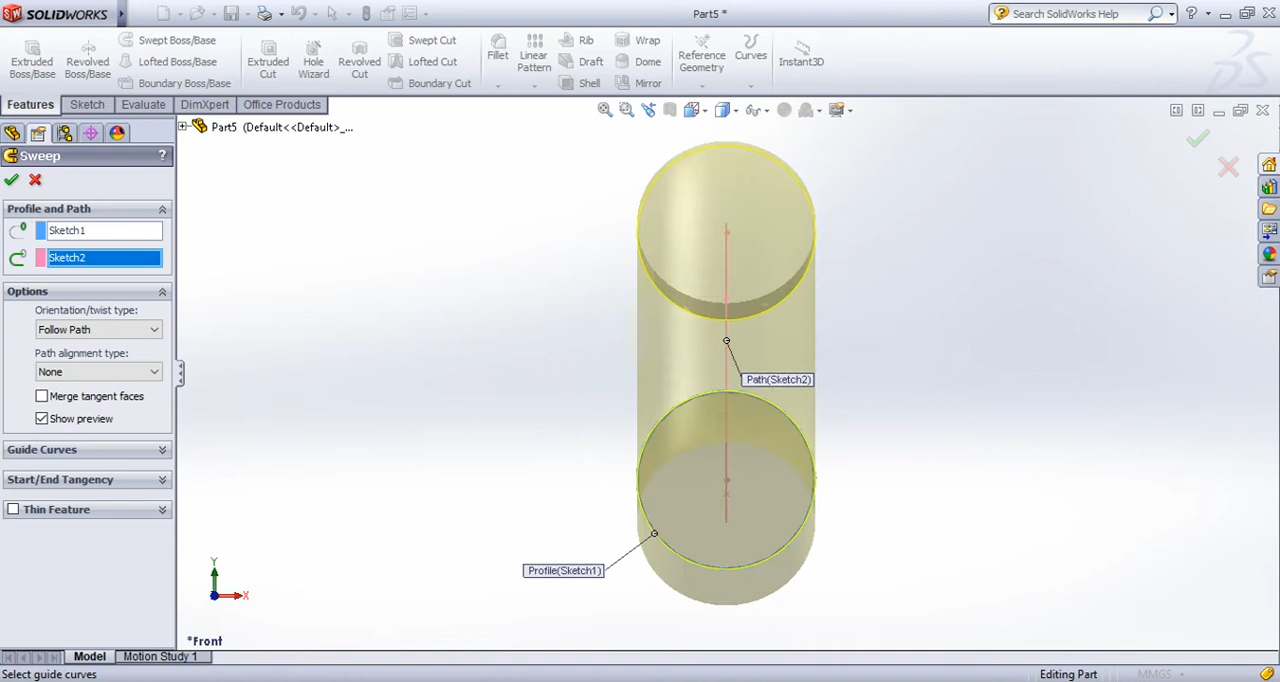 SOLIDWORKS
Part5 *
Search SolidWorks Help
Extruded Boss/Base
Revolved Boss/Base
Swept Boss/Base
Lofted Boss/Base
Boundary Boss/Base
Extruded Cut
Hole Wizard
Revolved Cut
Swept Cut
Lofted Cut
Boundary Cut
Fillet
Linear Pattern
Rib
Draft
Shell
Wrap
Dome
Mirror
Reference Geometry
Curves
Instant3D
Features
Sketch
Evaluate
DimXpert
Office Products
Part5 (Default<<Default>_...
Sweep
?
Profile and Path
Sketch1
Sketch2
Options
Orientation/twist type:
Follow Path
Path alignment type:
None
Merge tangent faces
Show preview
Guide Curves
Start/End Tangency
Thin Feature
Path(Sketch2)
Profile(Sketch1)
Y
X
*Front
Model
Motion Study 1
Select guide curves
Editing Part
MMGS